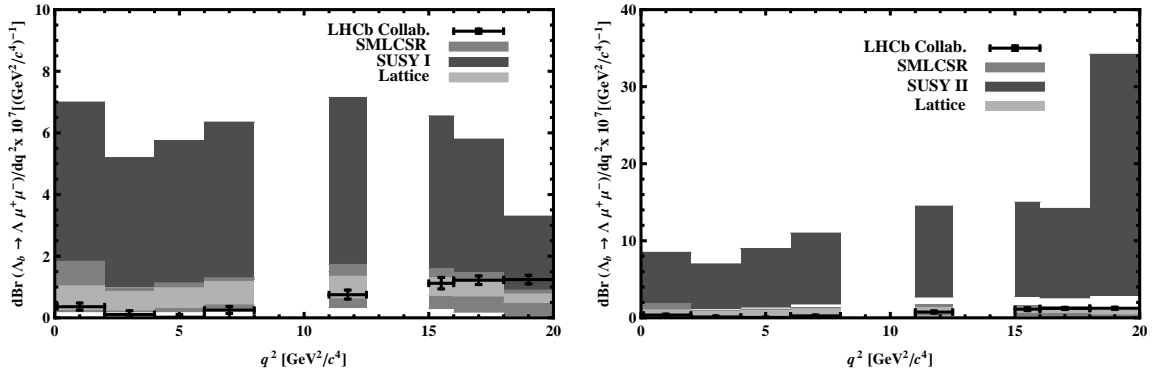 LHCb Collab.
SMLCSR
SUSY I
Lattice
dBr (Λb → Λ μ+ μ−)/dq2 x 107[(GeV2/c4)−1]
10
8
6
4
2
0
0 5 10 15 20
q2 [GeV2/c4]
LHCb Collab.
SMLCSR
SUSY II
Lattice
dBr (Λb → Λ μ+ μ−)/dq2 x 107[(GeV2/c4)−1]
40
30
20
10
0
0 5 10 15 20
q2 [GeV2/c4]